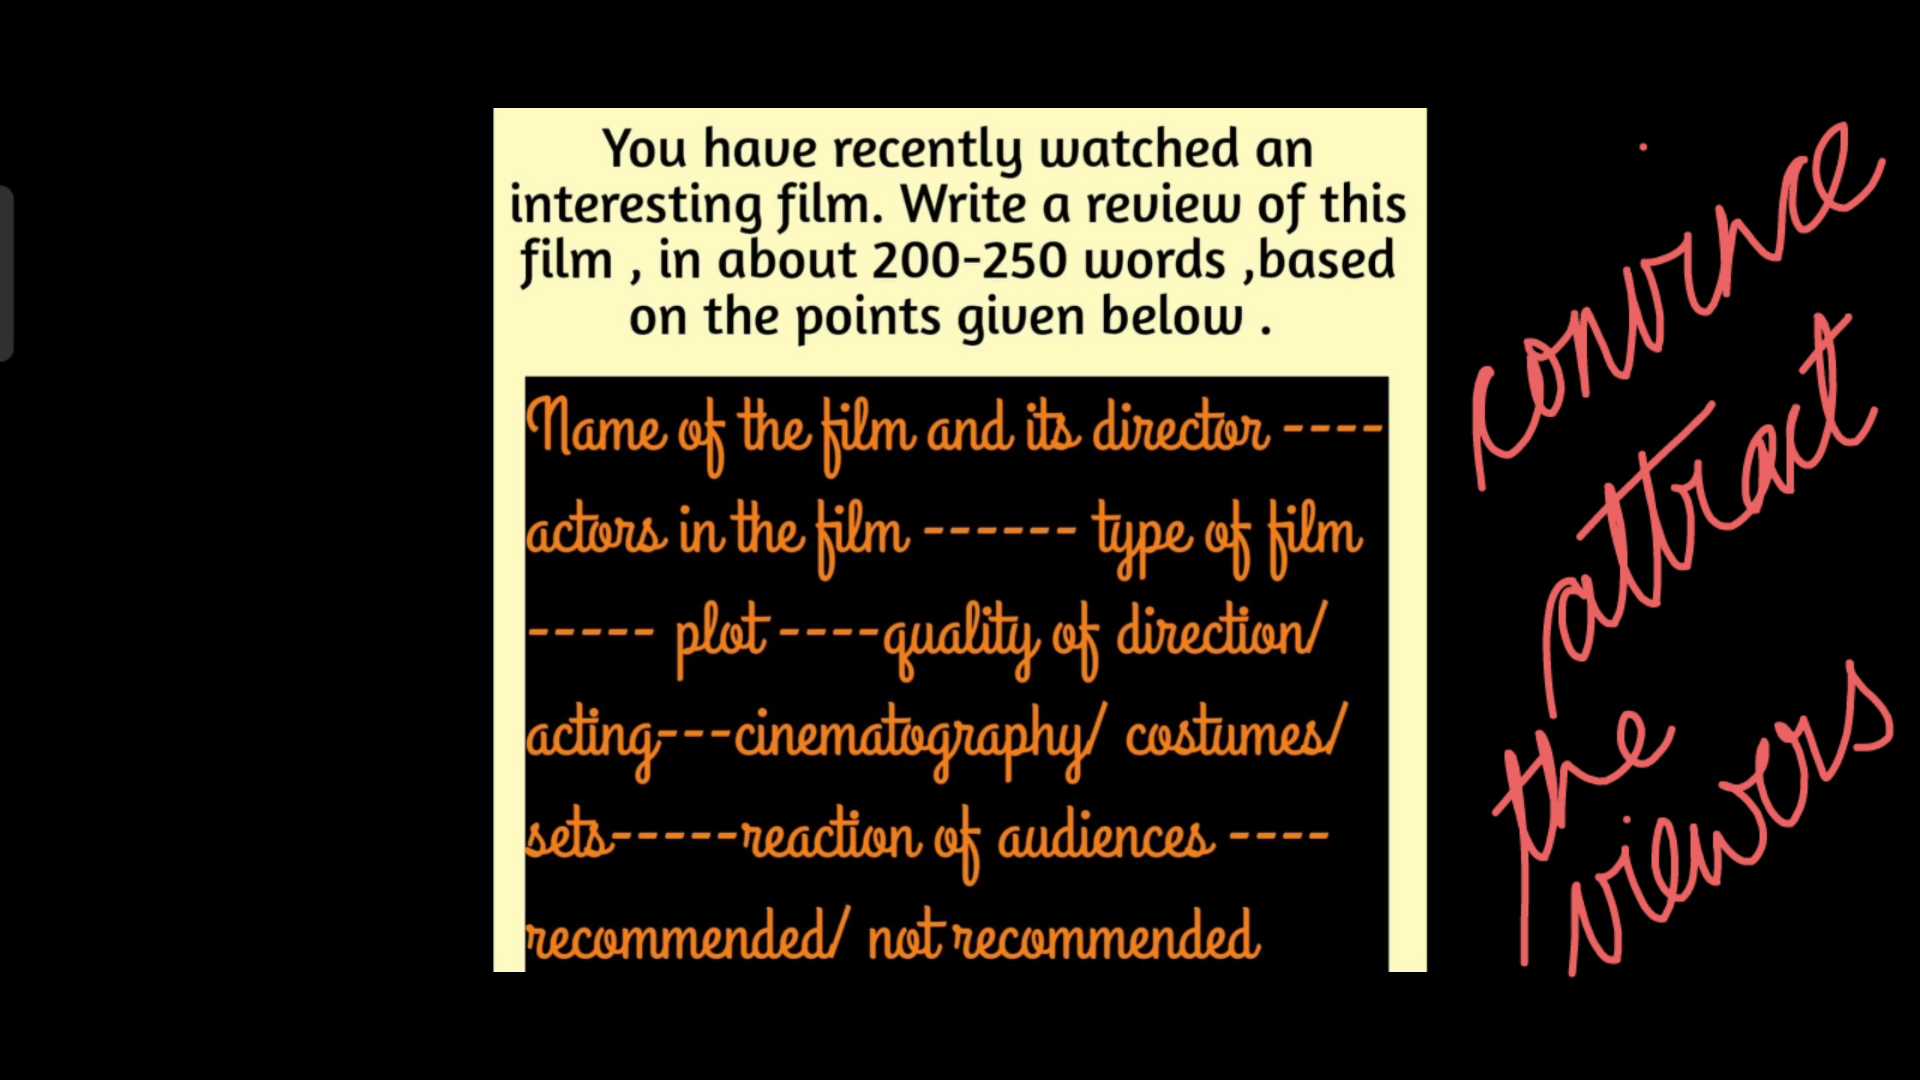 You have recently watched an
interesting film. Write a review of this
film , in about 200-250 words ,based
on the points given below .
Name of the film and its director ----
actors in the film ------ type of film
----- plot ----quality of direction/
acting---cinematography/ costumes/
sets-----reaction of audiences ----
recommended/ not recommended
convince
attract
the
viewers